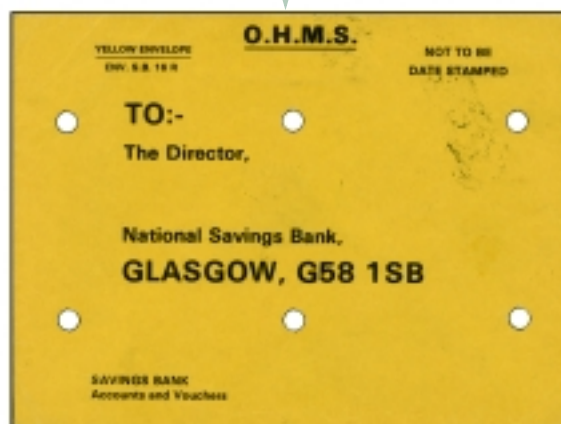 O.H.M.S.
YELLOW ENVELOPE
ENV. S.B. 18 R
NOT TO BE
DATE STAMPED
TO:-
The Director,
National Savings Bank,
GLASGOW, G58 1SB
SAVINGS BANK
Accounts and Vouchers